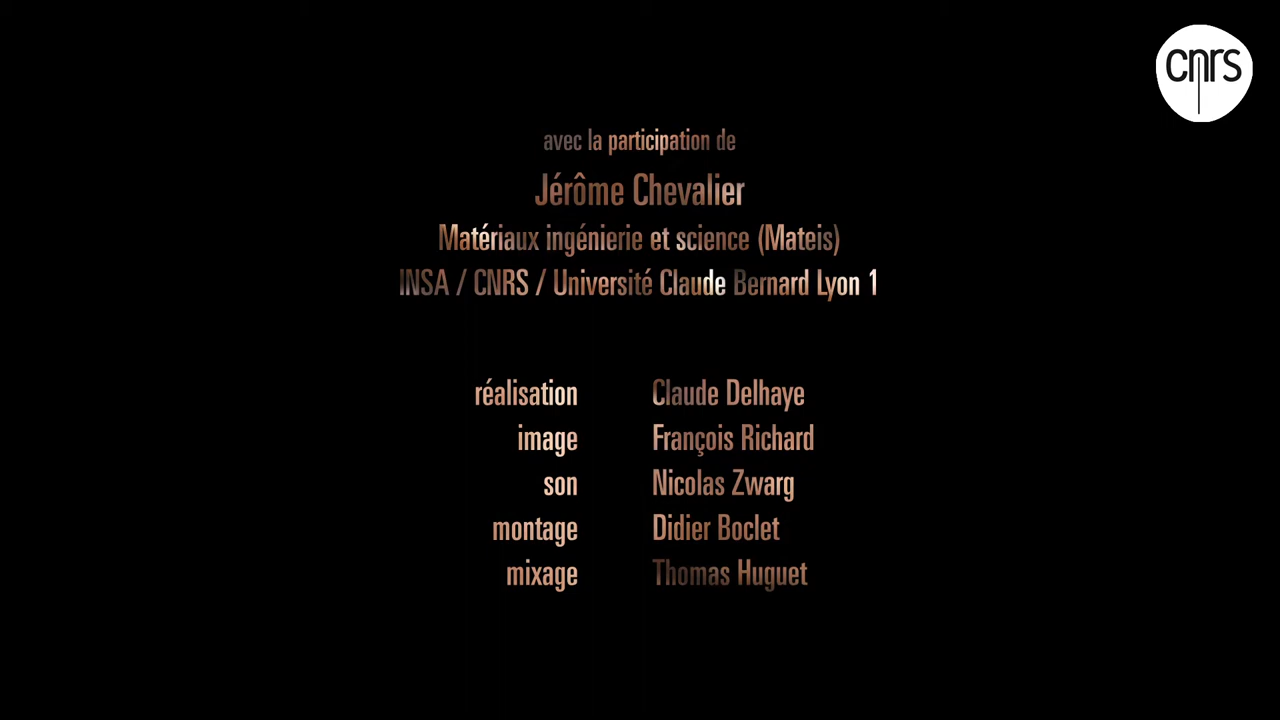 cnrs
avec la participation de
Jérôme Chevalier
Matériaux ingénierie et science (Mateis)
INSA / CNRS / Université Claude Bernard Lyon 1
réalisation Claude Delhaye
image François Richard
son Nicolas Zwarg
montage Didier Boclet
mixage Thomas Huguet